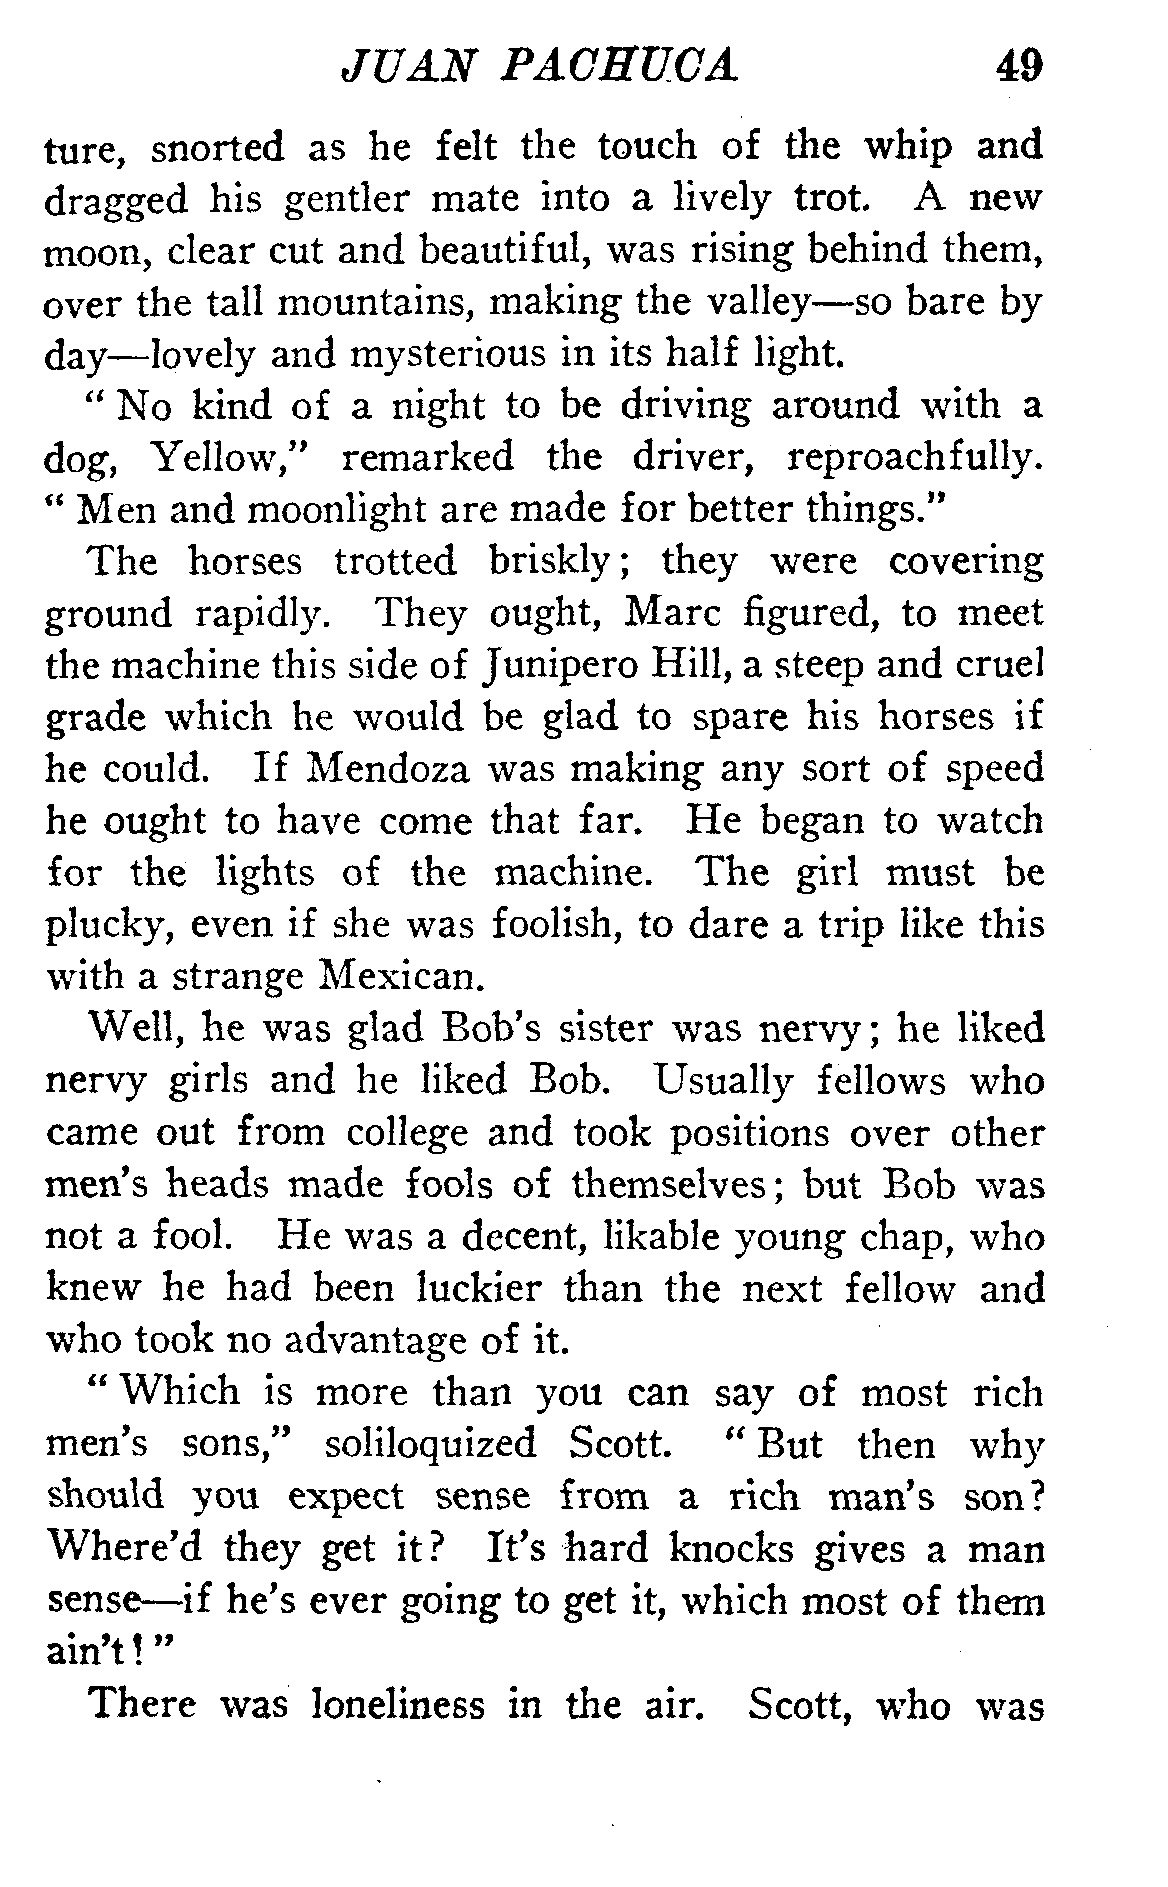 JUAN PACHUCA 49
ture, snorted as he felt the touch of the whip and
dragged his gentler mate into a lively trot. A new
moon, clear cut and beautiful, was rising behind them,
over the tall mountains, making the valley—so bare by
day—lovely and mysterious in its half light.
“ No kind of a night to be driving around with a
dog, Yellow,” remarked the driver, reproachfully.
“ Men and moonlight are made for better things.”
The horses trotted briskly; they were covering
ground rapidly. They ought, Marc figured, to meet
the machine this side of Junipero Hill, a steep and cruel
grade which he would be glad to spare his horses if
he could. If Mendoza was making any sort of speed
he ought to have come that far. He began to watch
for the lights of the machine. The girl must be
plucky, even if she was foolish, to dare a trip like this
with a strange Mexican.
Well, he was glad Bob’s sister was nervy; he liked
nervy girls and he liked Bob. Usually fellows who
came out from college and took positions over other
men’s heads made fools of themselves; but Bob was
not a fool. He was a decent, likable young chap, who
knew he had been luckier than the next fellow and
who took no advantage of it.
“ Which is more than you can say of most rich
men’s sons,” soliloquized Scott. “ But then why
should you expect sense from a rich man’s son?
Where’d they get it? It’s hard knocks gives a man
sense—if he’s ever going to get it, which most of them
ain’t! ”
There was loneliness in the air. Scott, who was